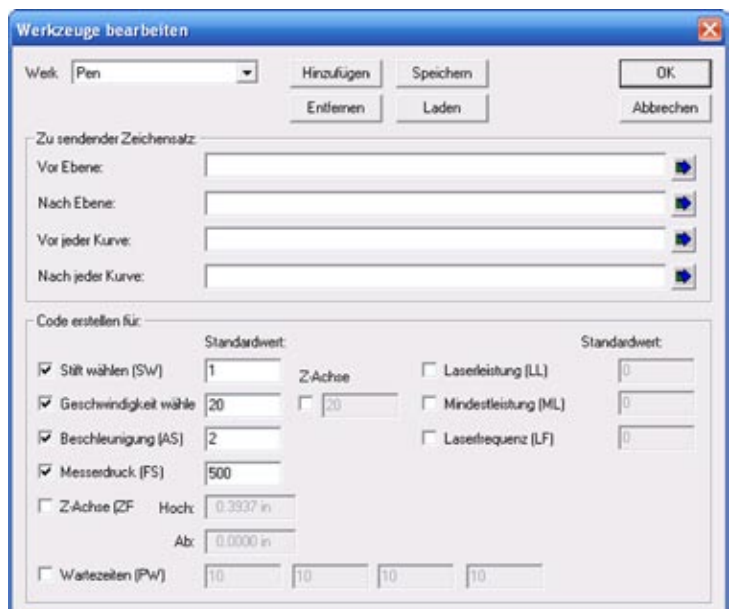 Werkzeuge bearbeiten
Werk Pen Hinzufügen Speichern OK
Entfernen Laden Abbrechen
Zu sendender Zeichensatz:
Vor Ebene:
Nach Ebene:
Vor jeder Kurve:
Nach jeder Kurve:
Code erstellen für:
Standardwert: Standardwert:
Stift wählen (SW) 1 Z-Achse Laserleistung (LL) 0
Geschwindigkeit wähle 20 20 Mindestleistung (ML) 0
Beschleunigung (AS) 2 Laserfrequenz (LF) 0
Messerdruck (FS) 500
Z-Achse (ZF Hoch: 0.3937 in
Ab: 0.0000 in
Wartezeiten (PW) 10 10 10 10